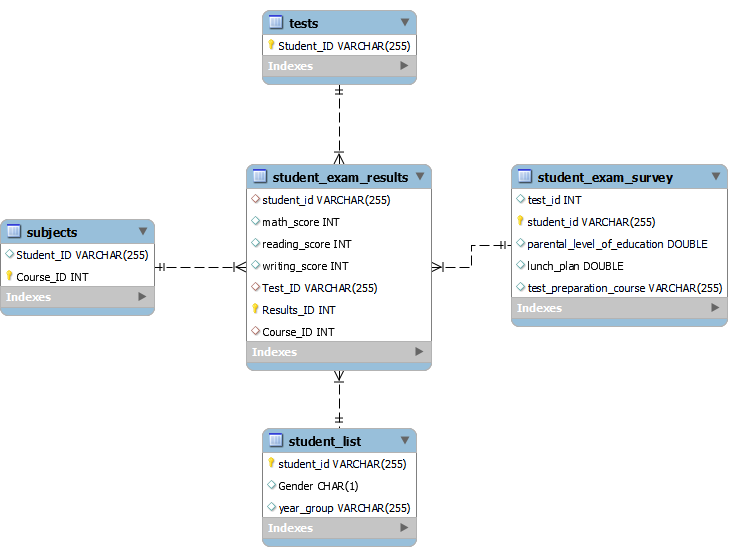 tests
Student_ID VARCHAR(255)
Indexes
student_exam_results
student_id VARCHAR(255)
math_score INT
reading_score INT
writing_score INT
Test_ID VARCHAR(255)
Results_ID INT
Course_ID INT
Indexes
student_exam_survey
test_id INT
student_id VARCHAR(255)
parental_level_of_education DOUBLE
lunch_plan DOUBLE
test_preparation_course VARCHAR(255)
Indexes
subjects
Student_ID VARCHAR(255)
Course_ID INT
Indexes
student_list
student_id VARCHAR(255)
Gender CHAR(1)
year_group VARCHAR(255)
Indexes